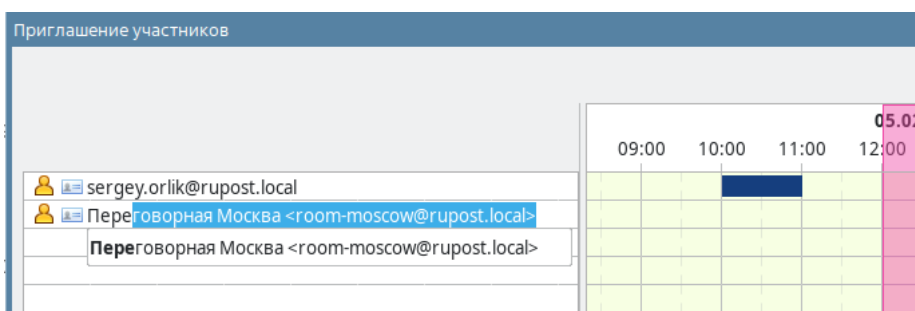 Приглашение участников
05.02
09:00 10:00 11:00 12:00
sergey.orlik@rupost.local
Переговорная Москва <room-moscow@rupost.local>
Переговорная Москва <room-moscow@rupost.local>